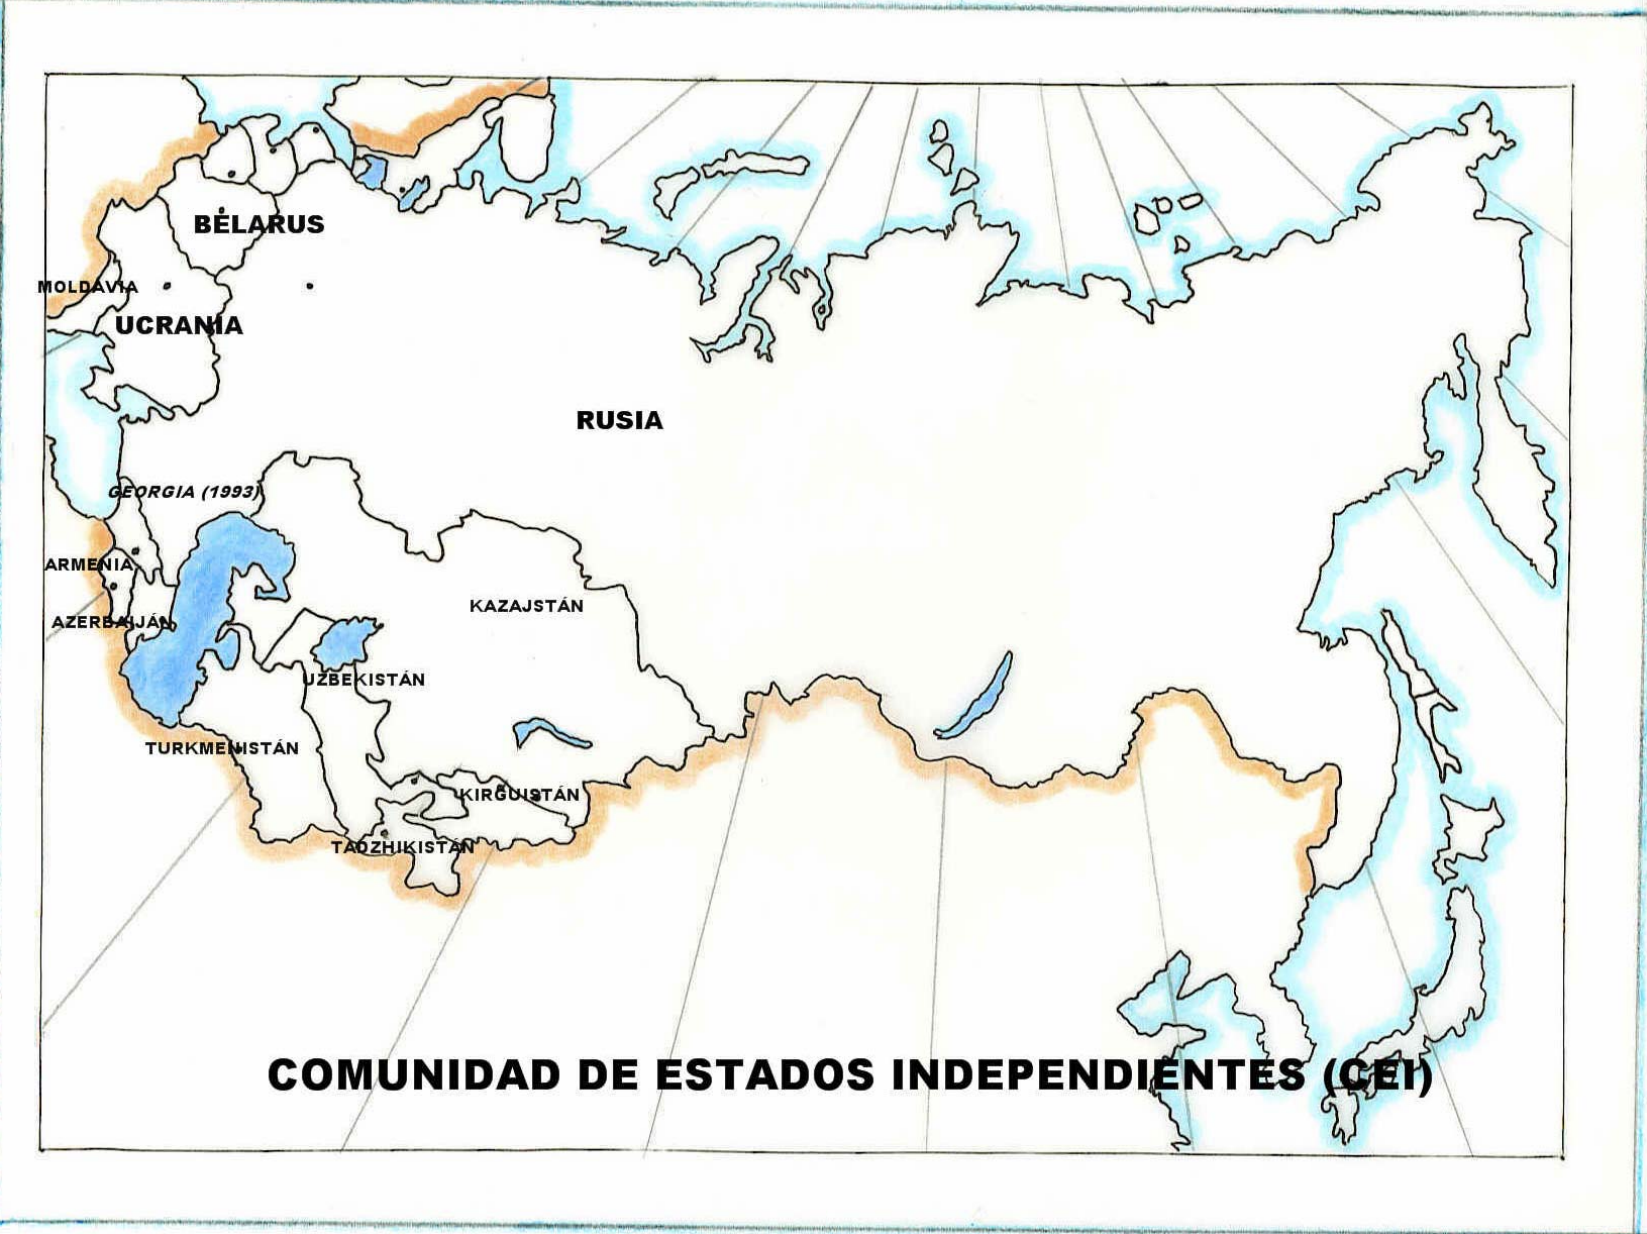 BELARUS
MOLDAVIA
UCRANIA
RUSIA
GEORGIA (1993)
ARMENIA
KAZAJSTÁN
AZERBAIJÁN
UZBEKISTÁN
TURKMENISTÁN
KIRGUISTÁN
TADZHIKISTÁN
COMUNIDAD DE ESTADOS INDEPENDIENTES (CEI)